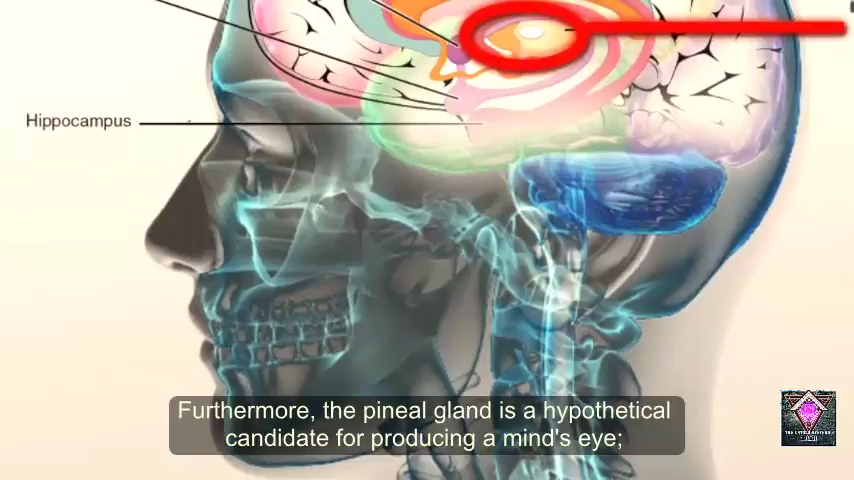 Hippocampus
Furthermore, the pineal gland is a hypothetical
candidate for producing a mind's eye;